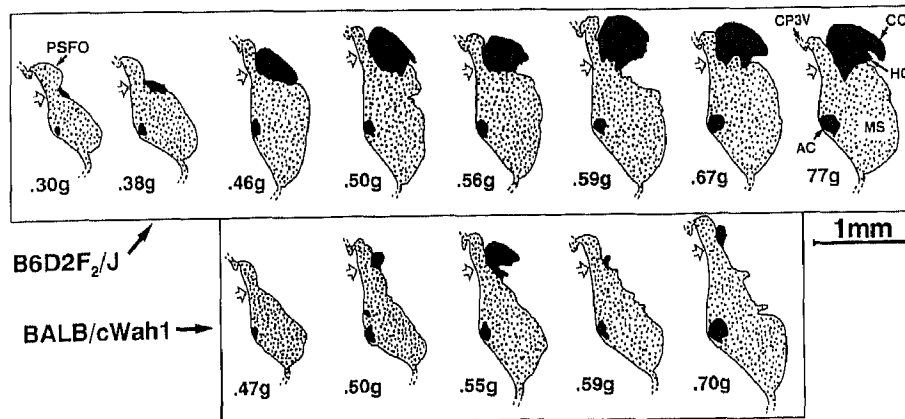 PSFO
CP3V
CC
HC
MS
AC
.30g .38g .46g .50g .56g .59g .67g 77g
B6D2F₂/J
1mm
BALB/cWah1
.47g .50g .55g .59g .70g